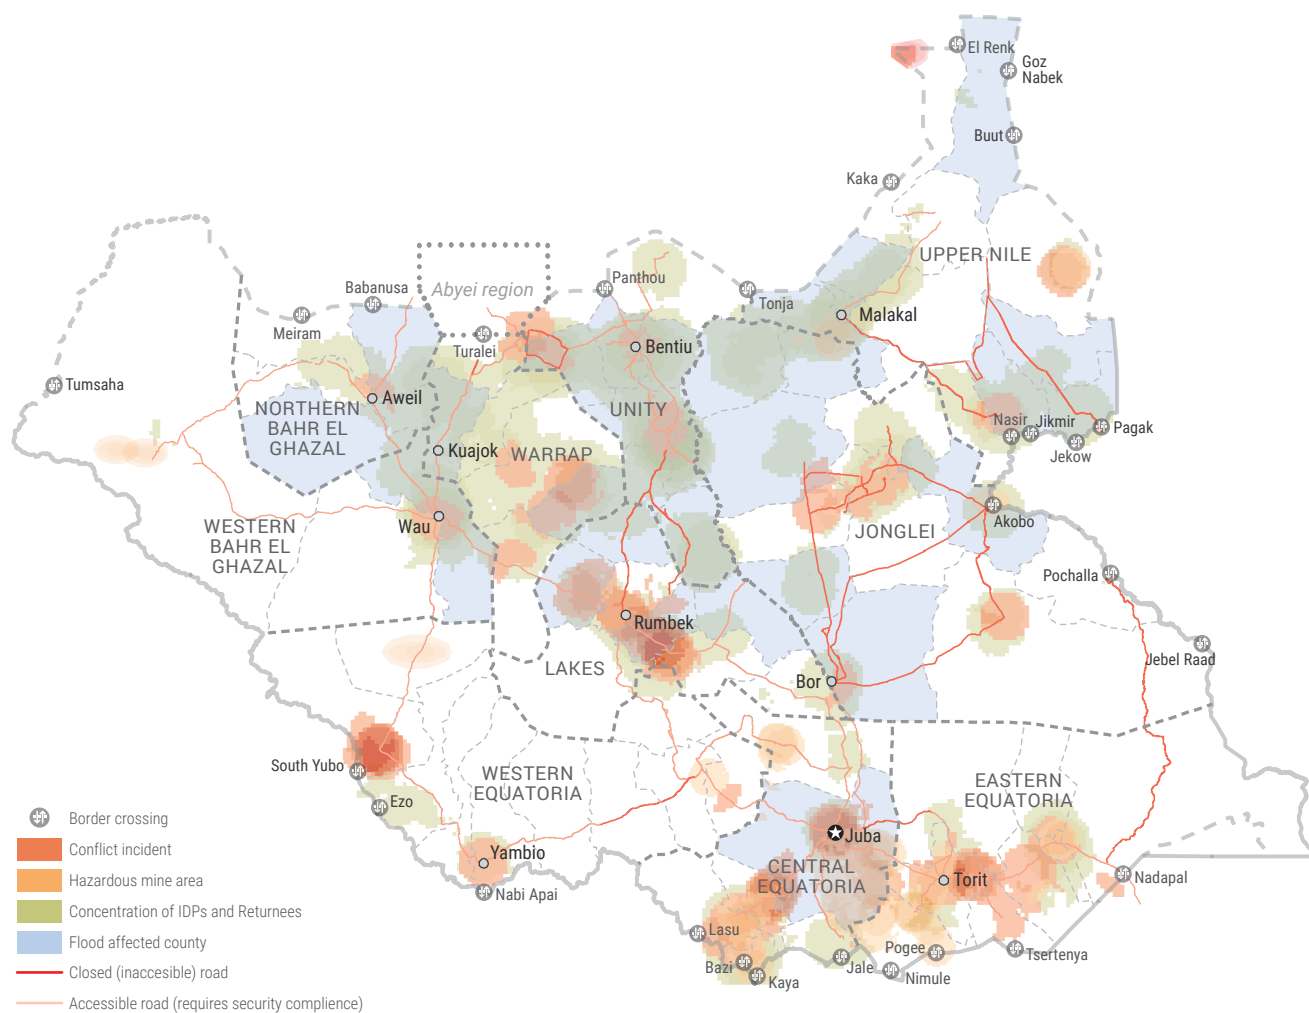 El Renk
Goz
Nabek
Buut
Kaka
UPPER NILE
Panthou
Babanusa
Abyei region
Tonja
Meiram
Malakal
Turalei
Bentiu
Tumsaha
Aweil
NORTHERN
BAHR EL
GHAZAL
UNITY
Nasir
Jikmir
Pagak
Jekow
Kuajok
WARRAP
Wau
WESTERN
BAHR EL
GHAZAL
JONGLEI
Akobo
Pochalla
Rumbek
Jebel Raad
LAKES
Bor
South Yubo
WESTERN
EQUATORIA
EASTERN
EQUATORIA
Ezo
Juba
Yambio
CENTRAL
EQUATORIA
Torit
Nadapal
Nabi Apai
Lasu
Pogee
Tsertenya
Bazi
Jale
Kaya
Nimule
Border crossing
Conflict incident
Hazardous mine area
Concentration of IDPs and Returnees
Flood affected county
Closed (inaccesible) road
Accessible road (requires security complience)